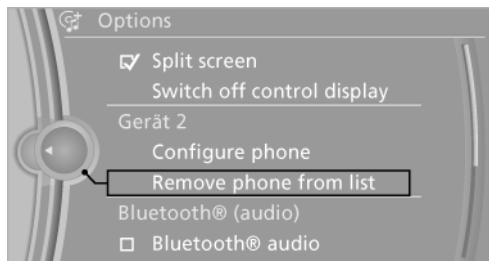 Options
Split screen
Switch off control display
Gerät 2
Configure phone
Remove phone from list
Bluetooth® (audio)
Bluetooth® audio